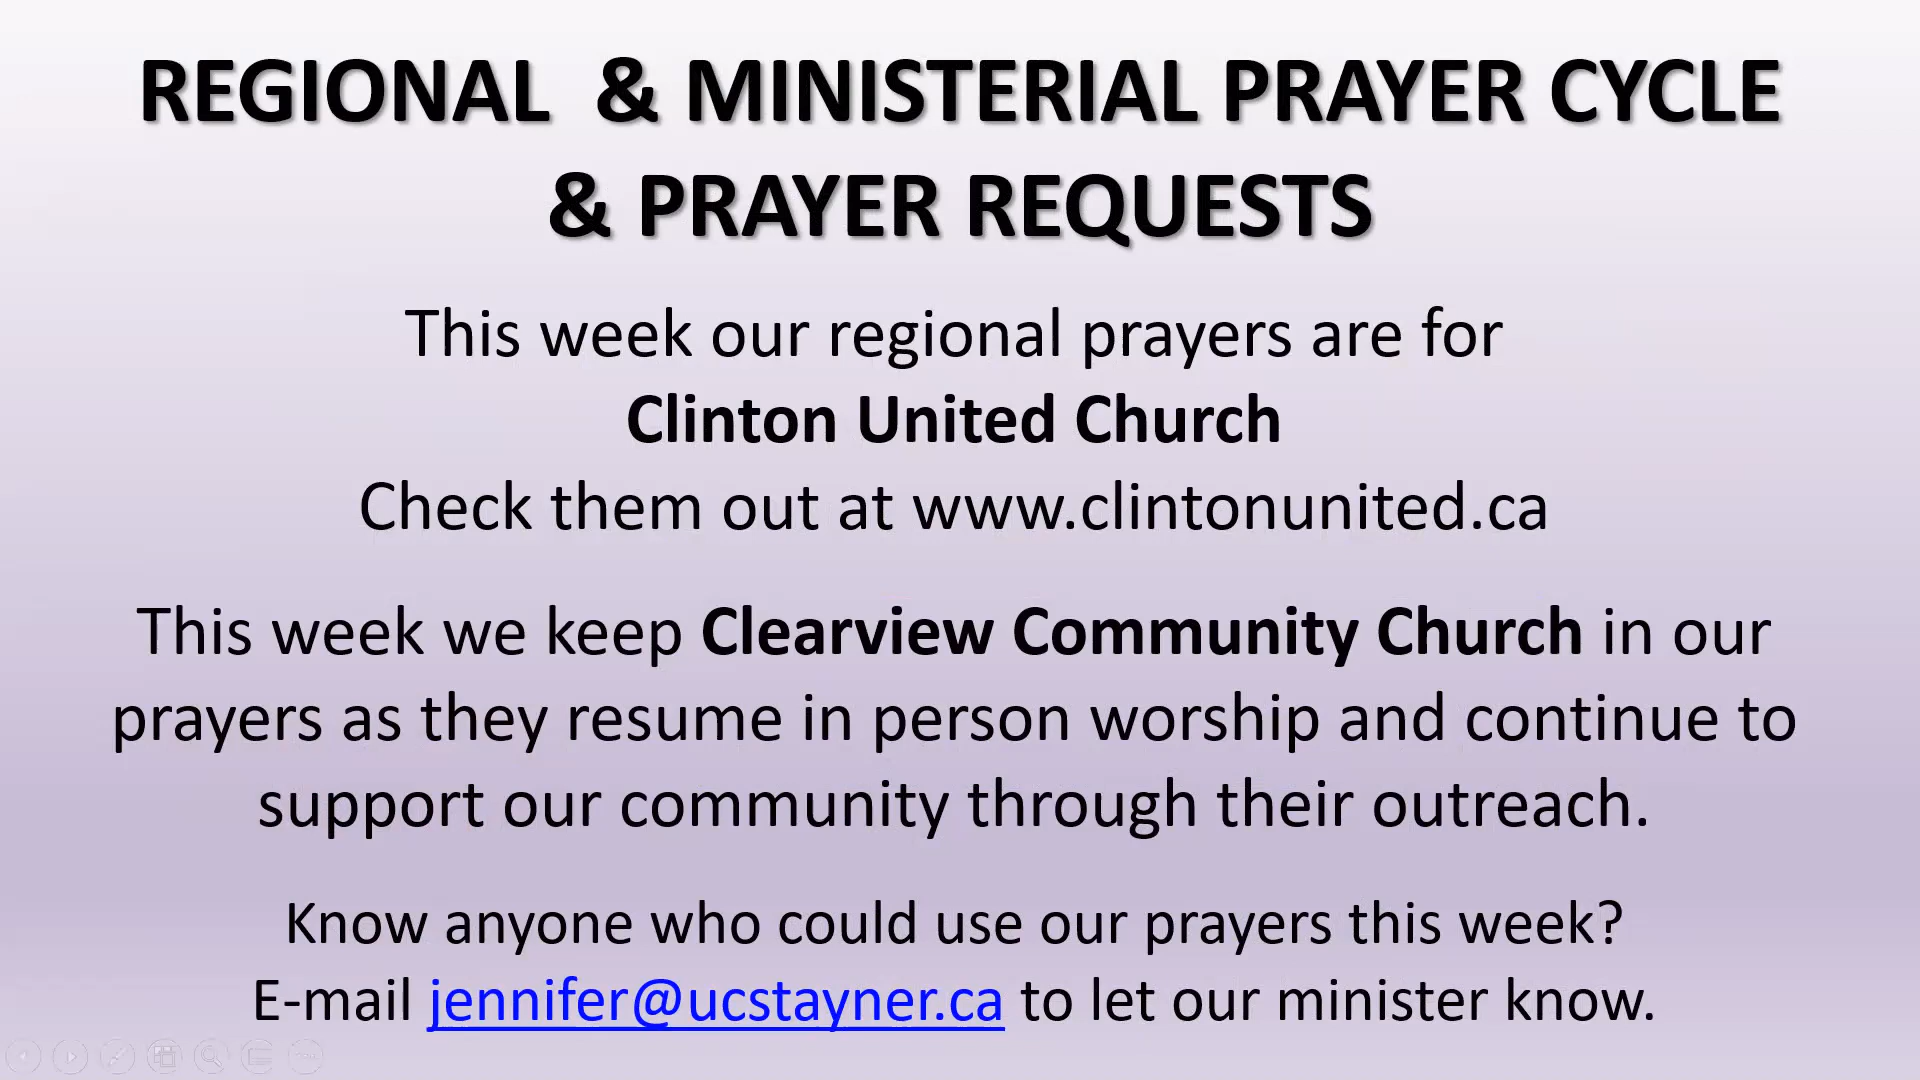 REGIONAL & MINISTERIAL PRAYER CYCLE
& PRAYER REQUESTS
This week our regional prayers are for
Clinton United Church
Check them out at www.clintonunited.ca
This week we keep Clearview Community Church in our
prayers as they resume in person worship and continue to
support our community through their outreach.
Know anyone who could use our prayers this week?
E-mail jennifer@ucstayner.ca to let our minister know.